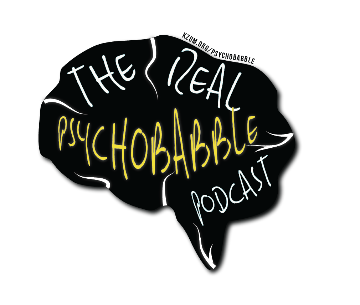 KZUM.ORG/PSYCHOBABBLE
THE REAL
PSYCHOBABBLE
PODCAST